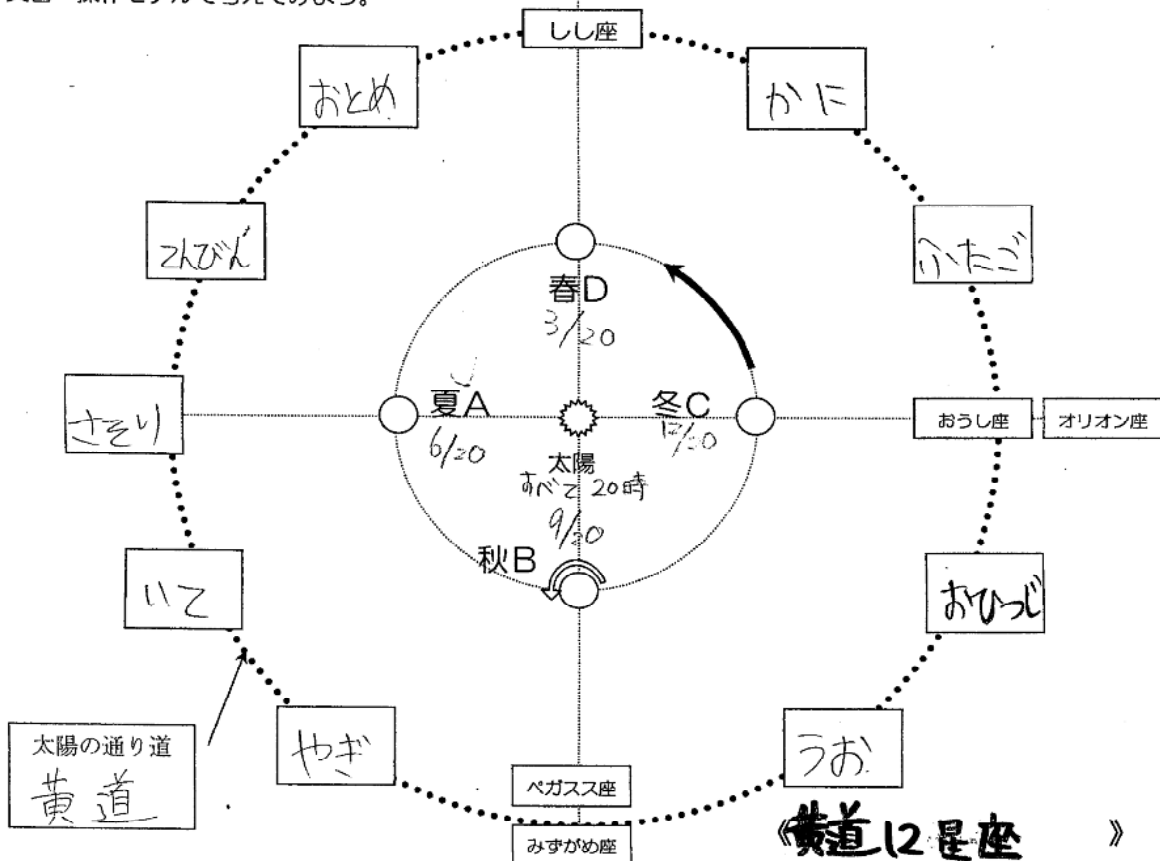 しし座
おとめ
かに
てんびん
ふたご
春D
3/20
さそり
夏A
6/20
冬C
12/20
おうし座
オリオン座
太陽
すべて 20時
9/20
秋B
いて
おひつじ
太陽の通り道
黄道
やぎ
うお
ペガスス座
みずがめ座
《黄道12星座》